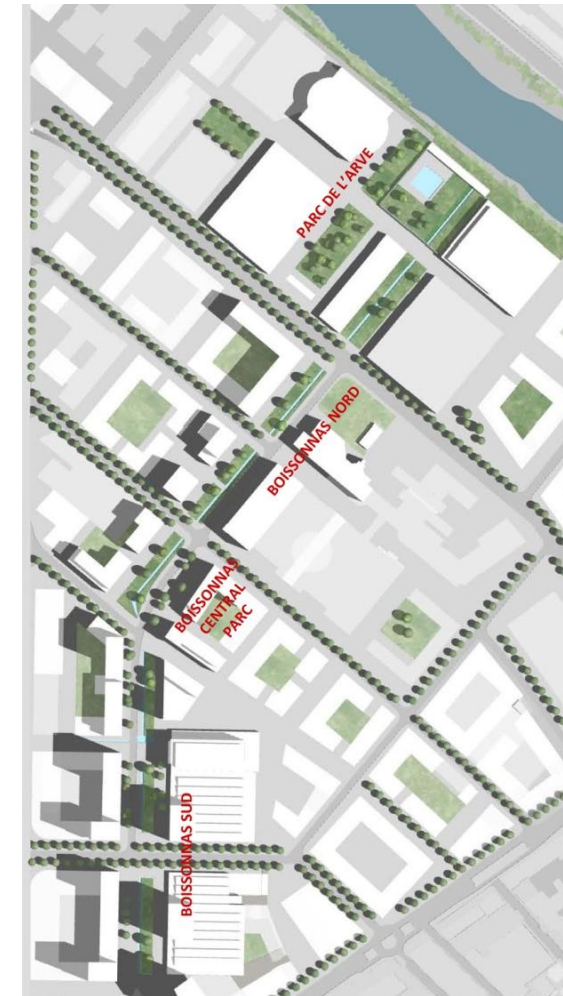 PARC DE L'ARVE
BOISSONNAS NORD
BOISSONNAS
CENTRAL
PARC
BOISSONNAS SUD